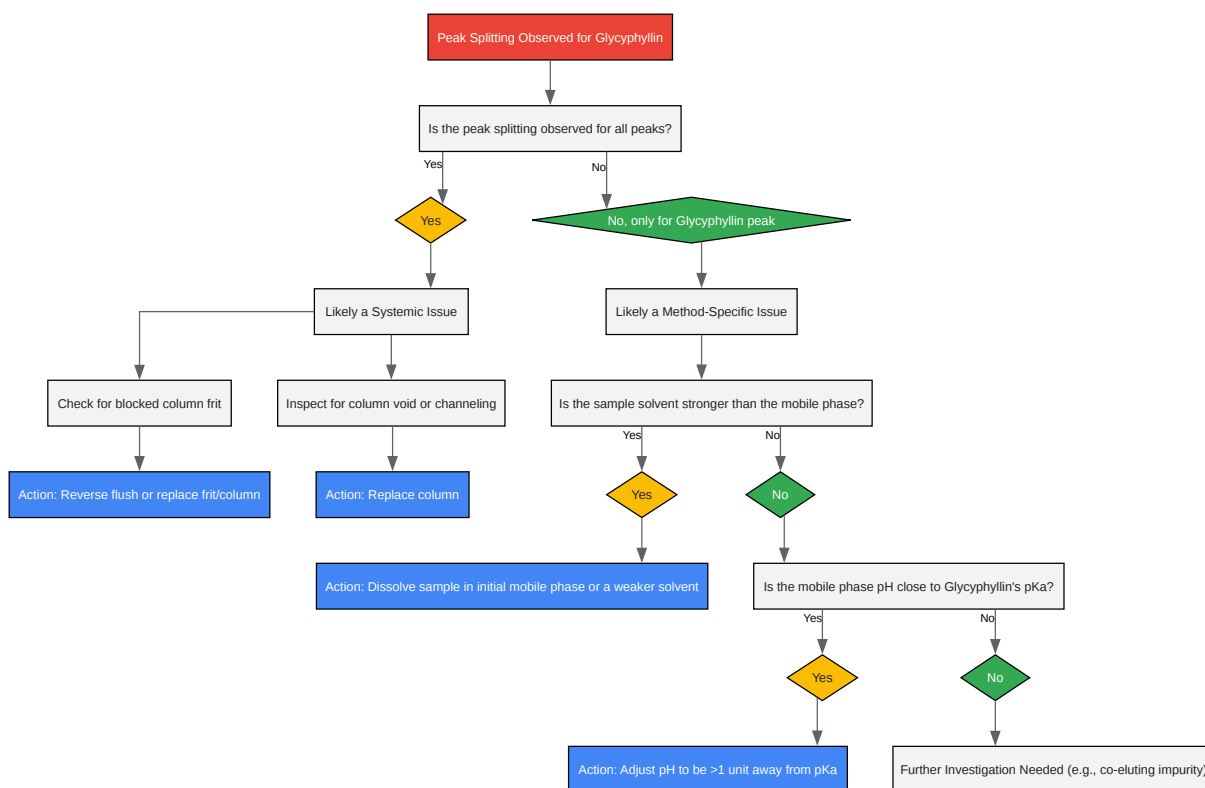 Peak Splitting Observed for Glycyphyllin
Is the peak splitting observed for all peaks?
Yes
No
Yes
No, only for Glycyphyllin peak
Likely a Systemic Issue
Likely a Method-Specific Issue
Check for blocked column frit
Inspect for column void or channeling
Is the sample solvent stronger than the mobile phase?
Yes
No
Action: Reverse flush or replace frit/column
Action: Replace column
Yes
No
Action: Dissolve sample in initial mobile phase or a weaker solvent
Is the mobile phase pH close to Glycyphyllin's pKa?
Yes
No
Yes
No
Action: Adjust pH to be >1 unit away from pKa
Further Investigation Needed (e.g., co-eluting impurity)